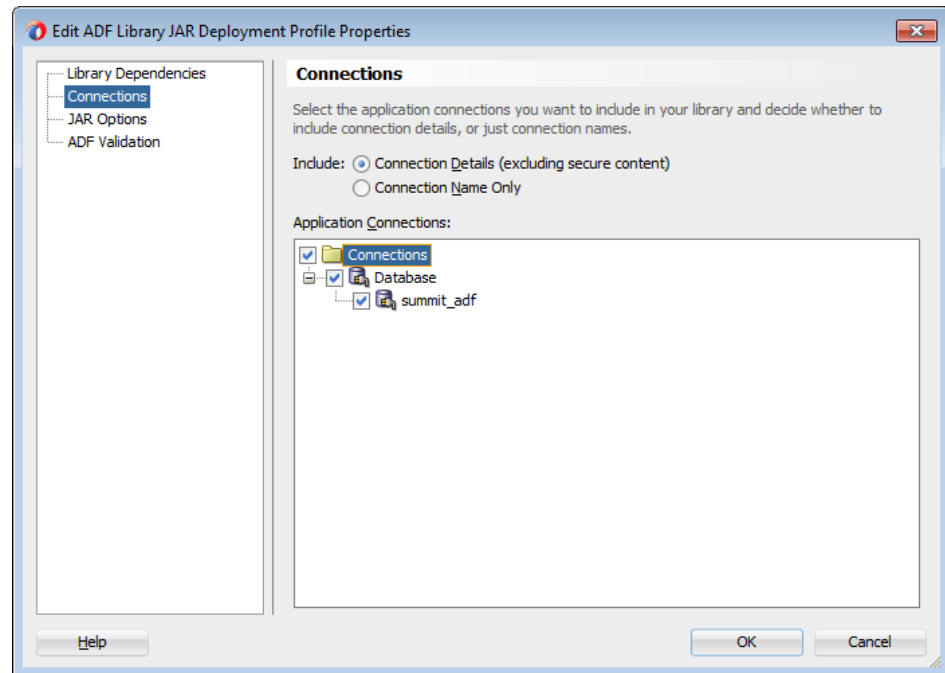 Edit ADF Library JAR Deployment Profile Properties
Library Dependencies
Connections
JAR Options
ADF Validation
Connections
Select the application connections you want to include in your library and decide whether to
include connection details, or just connection names.
Include: Connection Details (excluding secure content)
Connection Name Only
Application Connections:
Connections
Database
summit_adf
Help
OK
Cancel